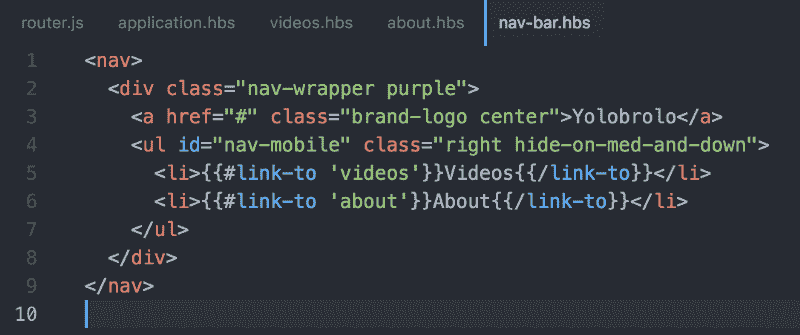 router.js application.hbs videos.hbs about.hbs nav-bar.hbs
1 <nav>
2   <div class="nav-wrapper purple">
3     <a href="#" class="brand-logo center">Yolobrolo</a>
4     <ul id="nav-mobile" class="right hide-on-med-and-down">
5       <li>{{#link-to 'videos'}}Videos{{/link-to}}</li>
6       <li>{{#link-to 'about'}}About{{/link-to}}</li>
7     </ul>
8   </div>
9 </nav>
10